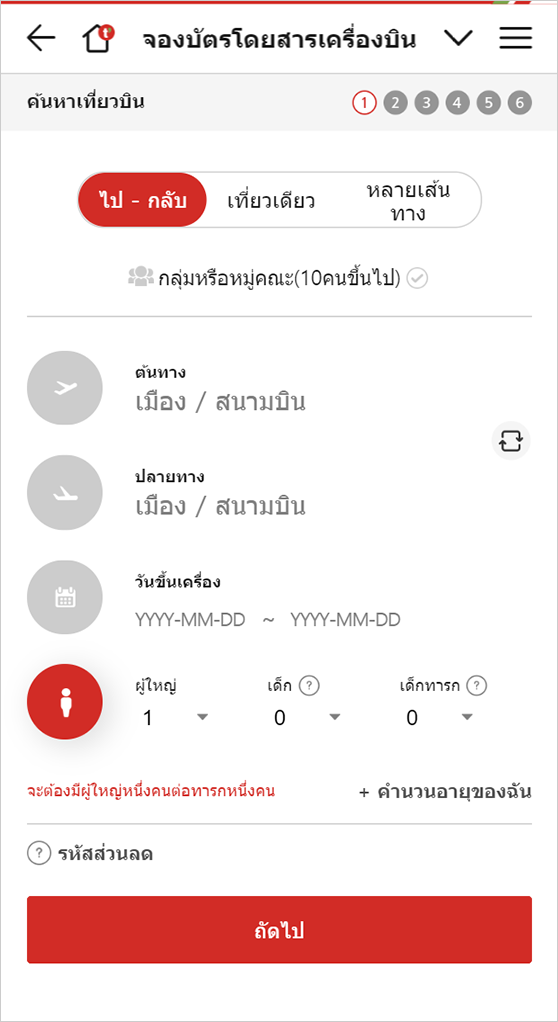 จองบัตรโดยสารเครื่องบิน
ค้นหาเที่ยวบิน 1 2 3 4 5 6
ไป - กลับ เที่ยวเดียว หลายเส้น
ทาง
กลุ่มหรือหมู่คณะ(10คนขึ้นไป)
ต้นทาง
เมือง / สนามบิน
ปลายทาง
เมือง / สนามบิน
วันขึ้นเครื่อง
YYYY-MM-DD ~ YYYY-MM-DD
ผู้ใหญ่ เด็ก ? เด็กทารก ?
1 0 0
จะต้องมีผู้ใหญ่หนึ่งคนต่อทารกหนึ่งคน + คำนวนอายุของฉัน
? รหัสส่วนลด
ถัดไป